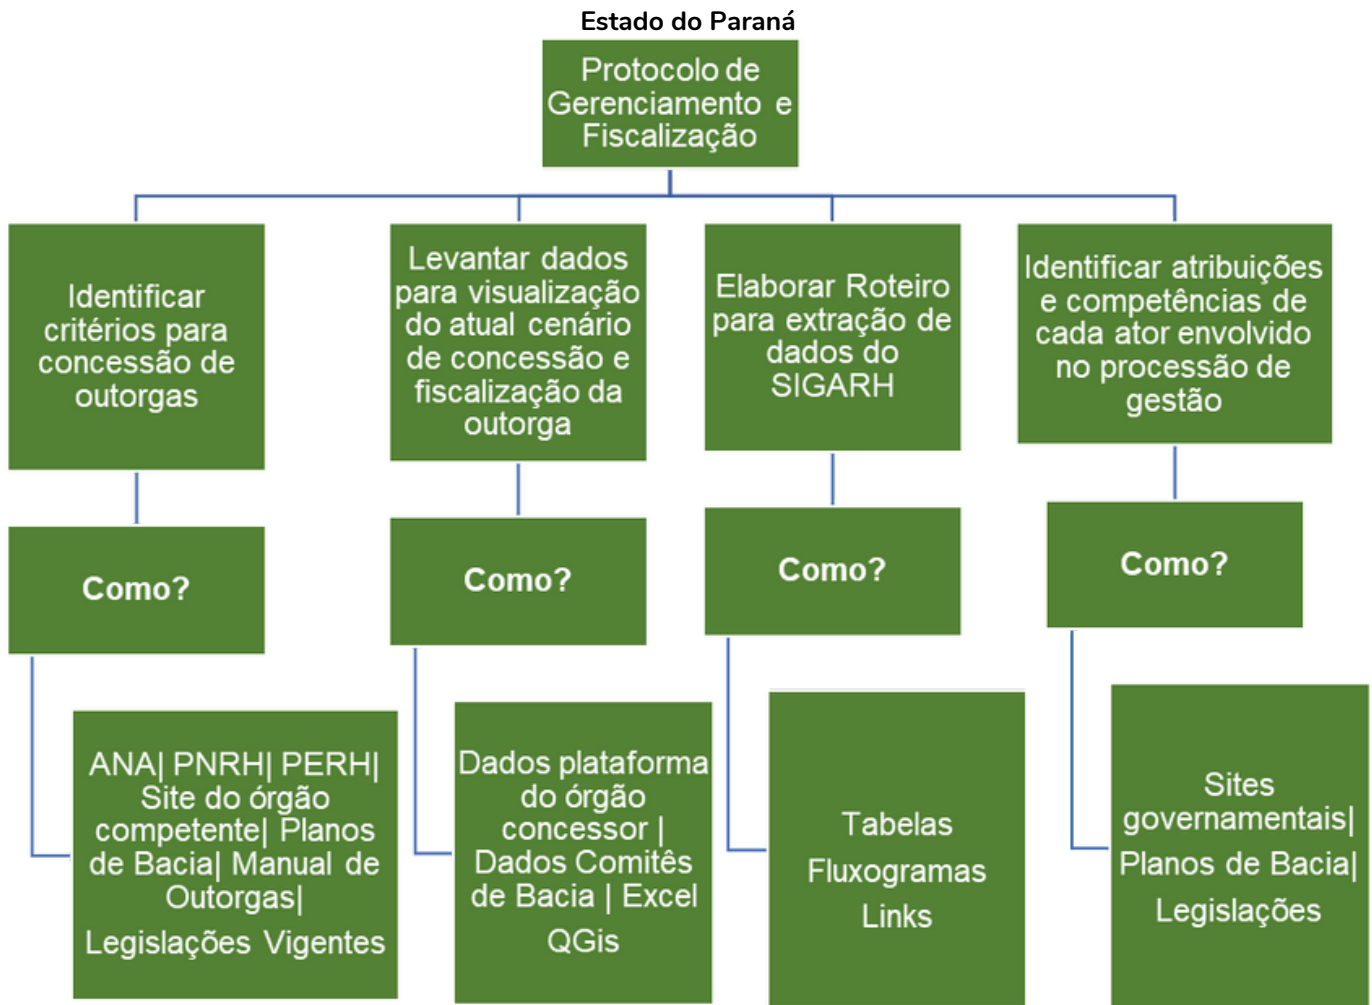 Estado do Paraná
Protocolo de
Gerenciamento e
Fiscalização
Identificar
critérios para
concessão de
outorgas
Levantar dados
para visualização
do atual cenário
de concessão e
fiscalização da
outorga
Elaborar Roteiro
para extração de
dados do
SIGARH
Identificar atribuições
e competências de
cada ator envolvido
no processão de
gestão
Como?
Como?
Como?
Como?
ANA| PNRH| PERH|
Site do órgão
competente| Planos
de Bacia| Manual de
Outorgas|
Legislações Vigentes
Dados plataforma
do órgão
concessor |
Dados Comitês
de Bacia | Excel
QGis
Tabelas
Fluxogramas
Links
Sites
governamentais|
Planos de Bacia|
Legislações